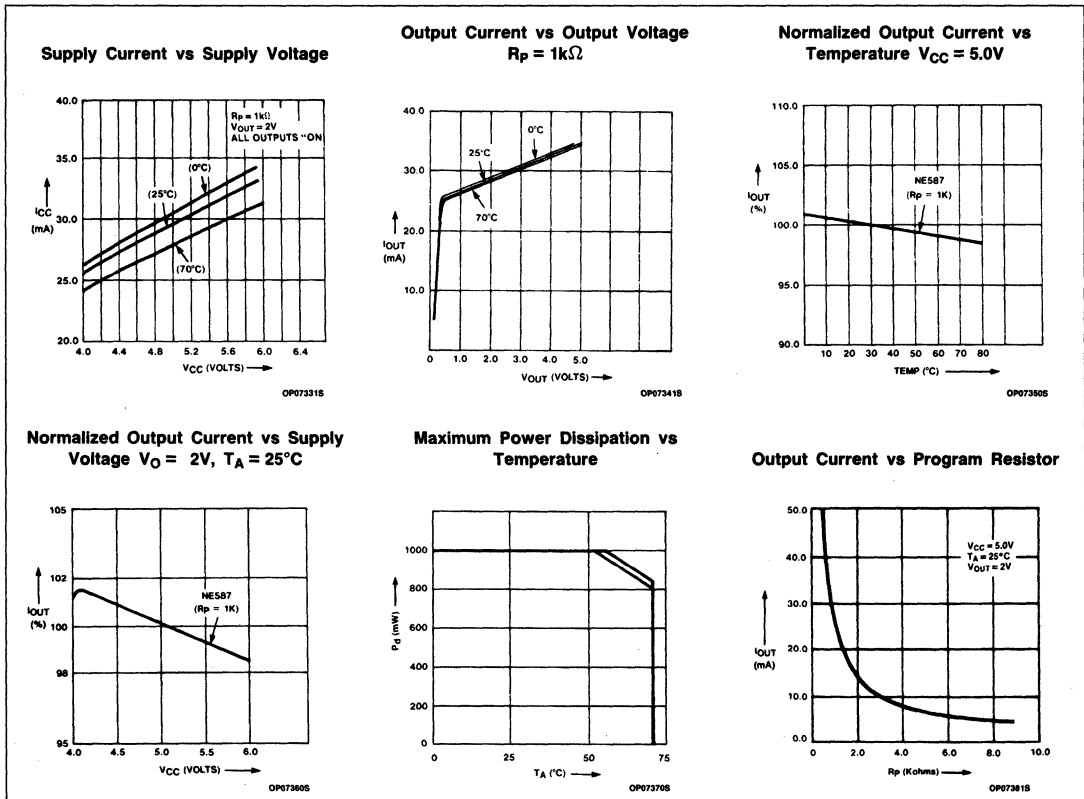 Supply Current vs Supply Voltage
40.0
35.0
30.0
25.0
20.0
ICC
(mA)
RP = 1kΩ
VOUT = 2V
ALL OUTPUTS "ON
(0°C)
(25°C)
(70°C)
4.0 4.4 4.8 5.2 5.6 6.0 6.4
VCC (VOLTS)
OP07331S
Output Current vs Output Voltage
RP = 1kΩ
40.0
30.0
20.0
10.0
IOUT
(mA)
0°C
25°C
70°C
0 1.0 2.0 3.0 4.0 5.0
VOUT (VOLTS)
OP07341S
Normalized Output Current vs
Temperature VCC = 5.0V
110.0
105.0
100.0
95.0
90.0
IOUT
(%)
NE587
(Rp = 1K)
10 20 30 40 50 60 70 80
TEMP (°C)
OP07350S
Normalized Output Current vs Supply
Voltage VO = 2V, TA = 25°C
105
102
100
98
95
IOUT
(%)
NE587
(Rp = 1K)
4.0 4.5 5.0 5.5 6.0
VCC (VOLTS)
OP07360S
Maximum Power Dissipation vs
Temperature
1000
800
600
400
200
0
Pd (mW)
0 25 50 75
TA (°C)
OP07370S
Output Current vs Program Resistor
50.0
40.0
30.0
20.0
10.0
0.0
IOUT
(mA)
VCC = 5.0V
TA = 25°C
VOUT = 2V
0 2.0 4.0 6.0 8.0 10.0
Rp (Kohms)
OP07381S